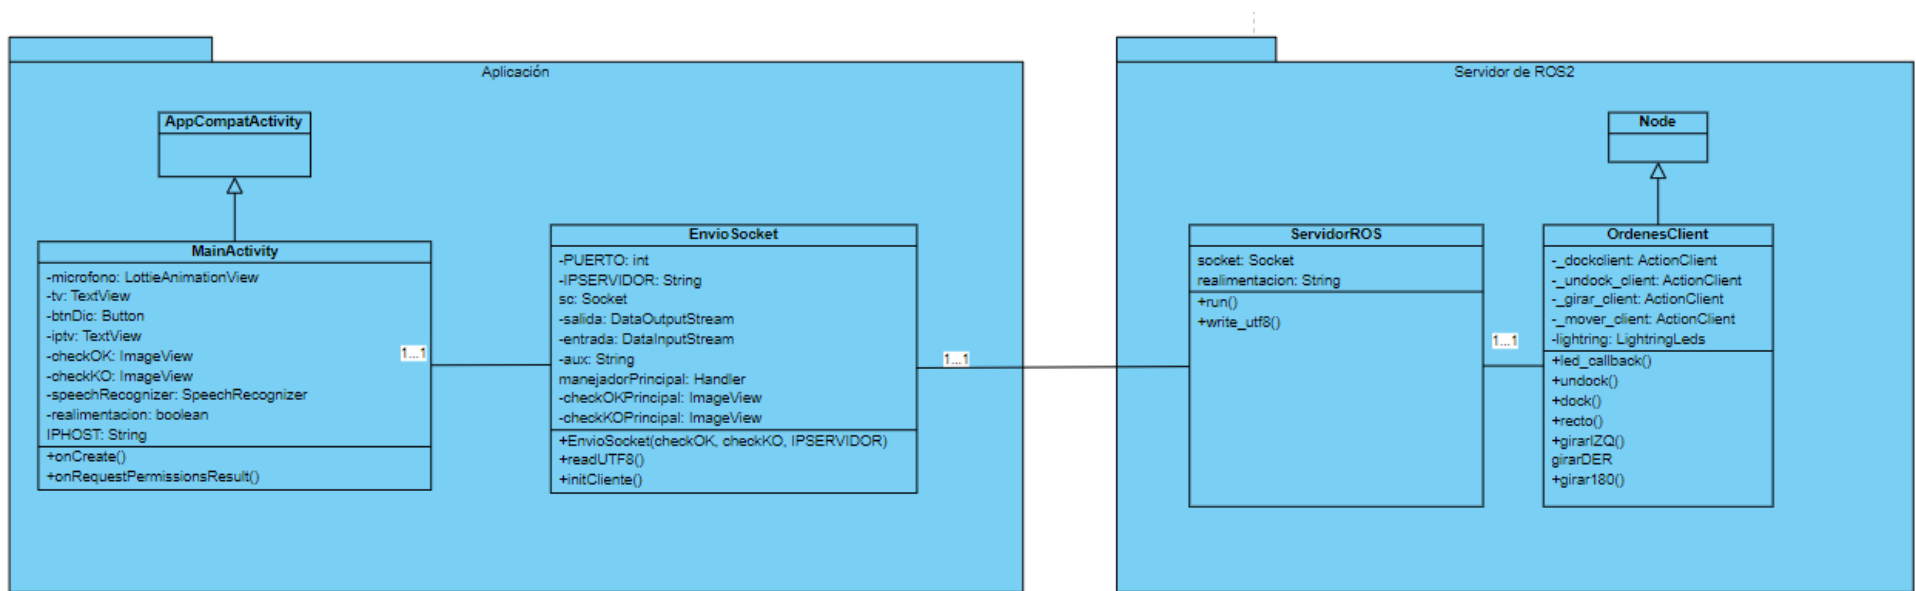 Aplicación
AppCompatActivity
MainActivity
-microfono: LottieAnimationView
-tv: TextView
-btnDic: Button
-iptv: TextView
-checkOK: ImageView
-checkKO: ImageView
-speechRecognizer: SpeechRecognizer
-realimentacion: boolean
IPHOST: String
+onCreate()
+onRequestPermissionsResult()
1...1
EnvioSocket
-PUERTO: int
-IPSERVIDOR: String
sc: Socket
-salida: DataOutputStream
-entrada: DataInputStream
-aux: String
manejadorPrincipal: Handler
-checkOKPrincipal: ImageView
-checkKOPrincipal: ImageView
+EnvioSocket(checkOK, checkKO, IPSERVIDOR)
+readUTF8()
+initCliente()
1...1
Servidor de ROS2
Node
ServidorROS
socket: Socket
realimentacion: String
+run()
+write_utf8()
1...1
OrdenesClient
-_dockclient: ActionClient
-_undock_client: ActionClient
-_girar_client: ActionClient
-_mover_client: ActionClient
-lightring: LightringLeds
+led_callback()
+undock()
+dock()
+recto()
+girarIZQ()
girarDER
+girar180()